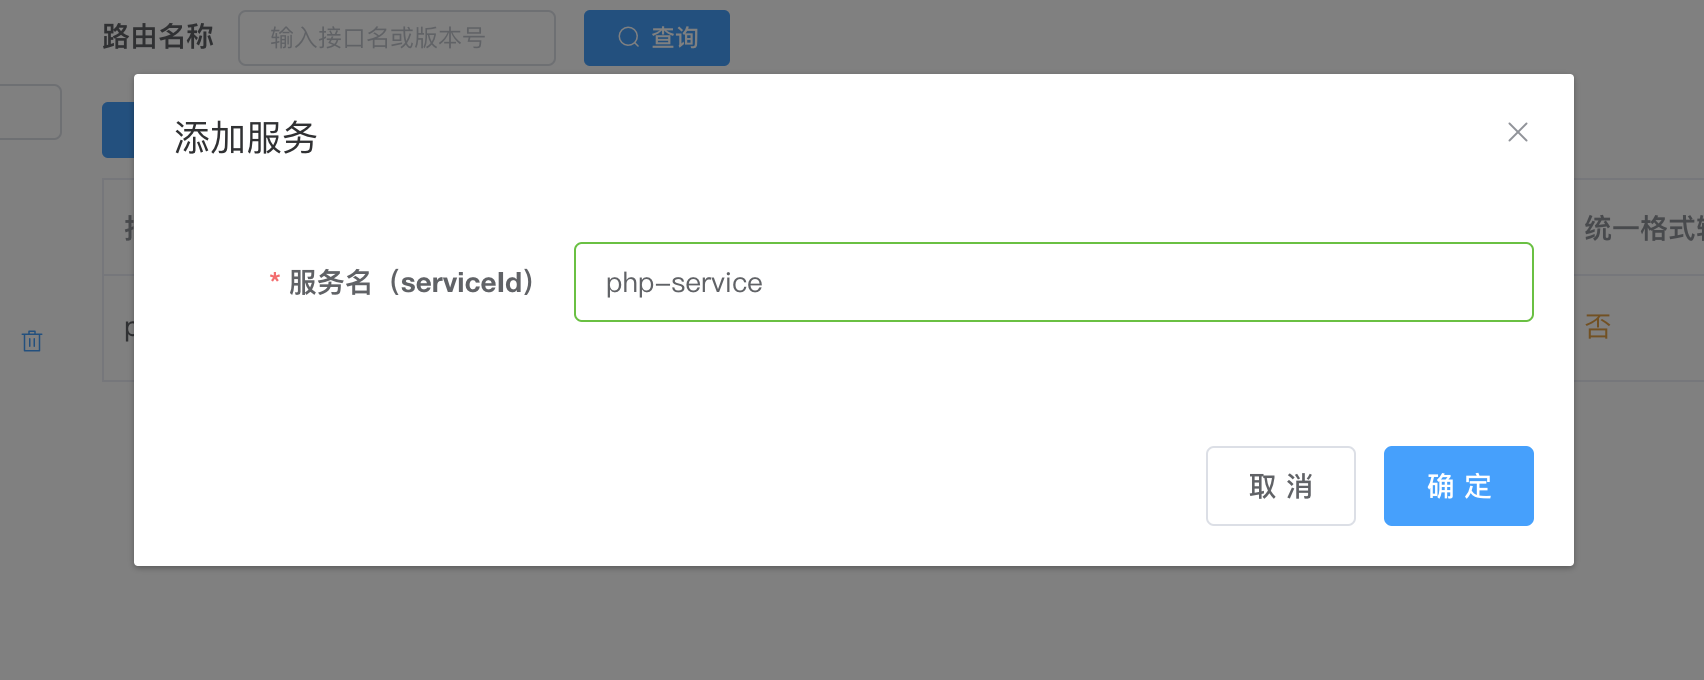 路由名称 输入接口名或版本号 查询
添加服务
统一格式
* 服务名（serviceId） php-service
否
取 消 确 定